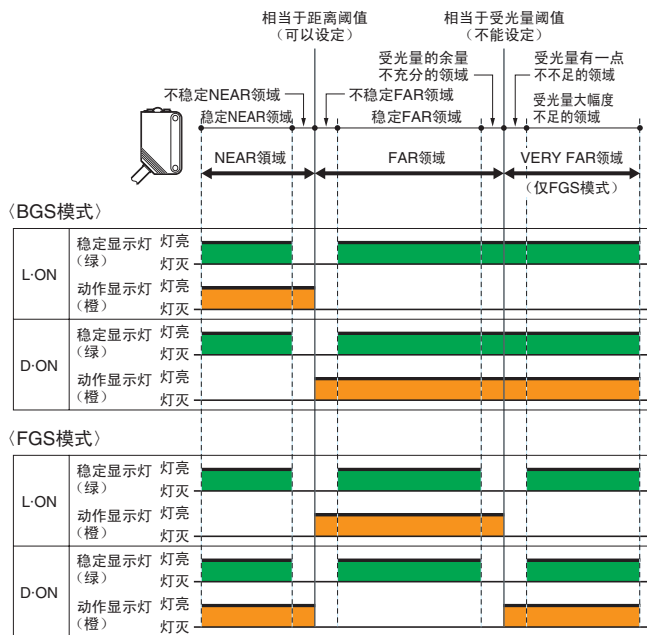 相当于距离阈值
（可以设定）
相当于受光量阈值
（不能设定）
受光量的余量
不充分的领域
受光量有一点
不不足的领域
不稳定NEAR领域
不稳定FAR领域
稳定NEAR领域
稳定FAR领域
受光量大幅度
不足的领域
NEAR领域
FAR领域
VERY FAR领域
（仅FGS模式）
〈BGS模式〉
L·ON
稳定显示灯
（绿）
灯亮
灯灭
动作显示灯
（橙）
灯亮
灯灭
D·ON
稳定显示灯
（绿）
灯亮
灯灭
动作显示灯
（橙）
灯亮
灯灭
〈FGS模式〉
L·ON
稳定显示灯
（绿）
灯亮
灯灭
动作显示灯
（橙）
灯亮
灯灭
D·ON
稳定显示灯
（绿）
灯亮
灯灭
动作显示灯
（橙）
灯亮
灯灭